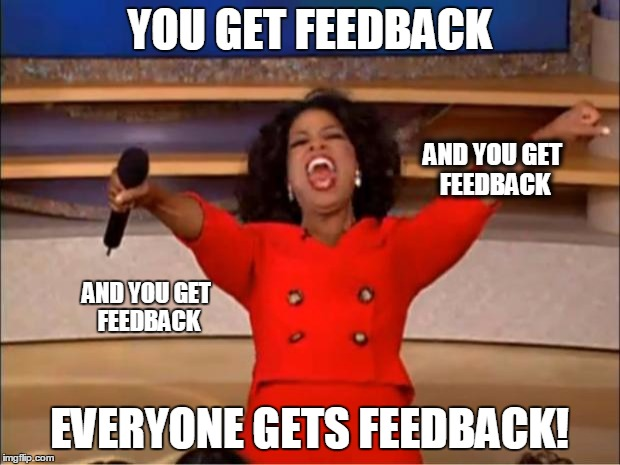 YOU GET FEEDBACK
AND YOU GET
FEEDBACK
AND YOU GET
FEEDBACK
EVERYONE GETS FEEDBACK!
imgflip.com